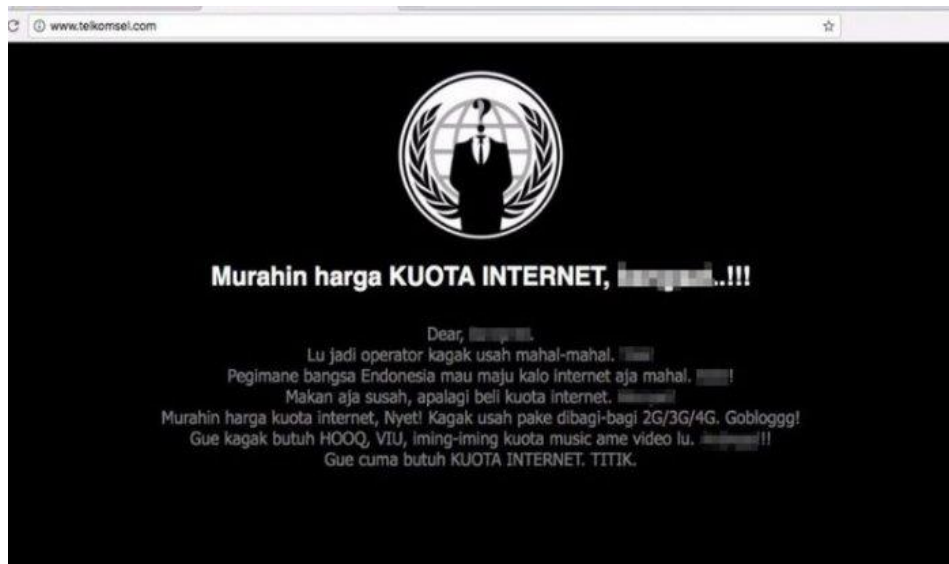 www.telkomsel.com
?
Murahin harga KUOTA INTERNET, ..!!!
Dear, .
Lu jadi operator kagak usah mahal-mahal.
Pegimane bangsa Endonesia mau maju kalo internet aja mahal. !
Makan aja susah, apalagi beli kuota internet.
Murahin harga kuota internet, Nyet! Kagak usah pake dibagi-bagi 2G/3G/4G. Gobloggg!
Gue kagak butuh HOOQ, VIU, iming-iming kuota music ame video lu. !!!
Gue cuma butuh KUOTA INTERNET. TITIK.